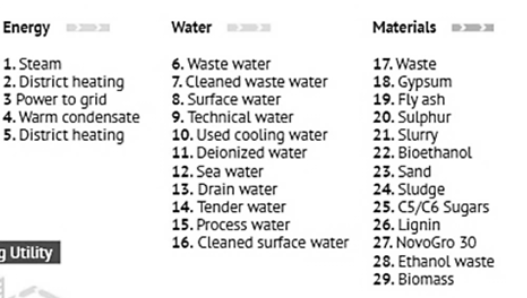 Energy
1. Steam
2. District heating
3 Power to grid
4. Warm condensate
5. District heating
Water
6. Waste water
7. Cleaned waste water
8. Surface water
9. Technical water
10. Used cooling water
11. Deionized water
12. Sea water
13. Drain water
14. Tender water
15. Process water
16. Cleaned surface water
Materials
17. Waste
18. Gypsum
19. Fly ash
20. Sulphur
21. Slurry
22. Bioethanol
23. Sand
24. Sludge
25. C5/C6 Sugars
26. Lignin
27. NovoGro 30
28. Ethanol waste
29. Biomass
g Utility